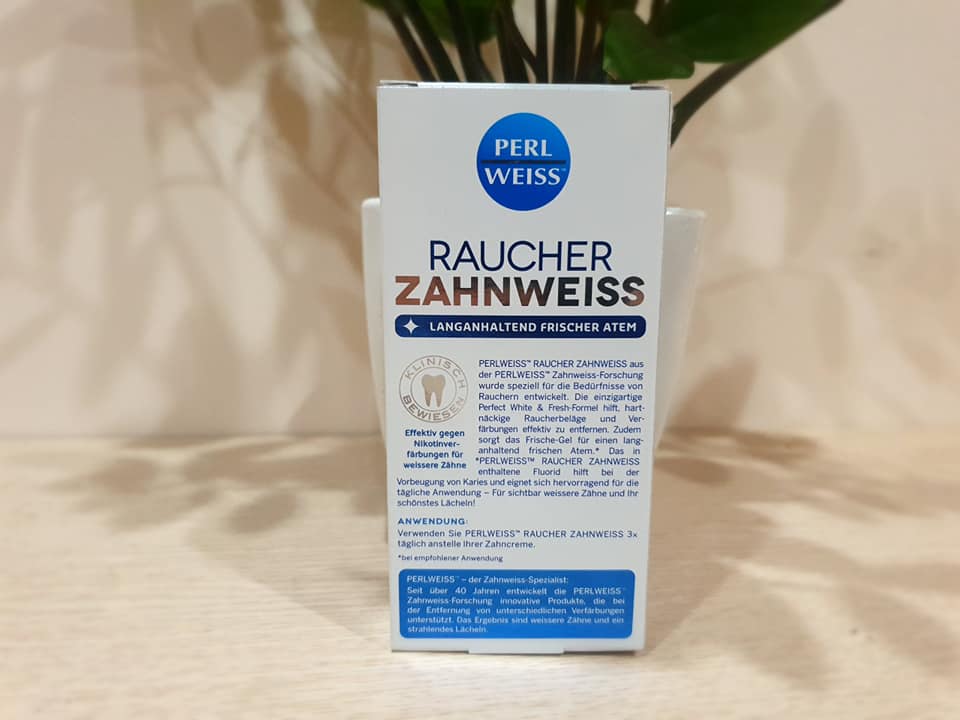 PERL
WEISS™
RAUCHER
ZAHNWEISS
LANGANHALTEND FRISCHER ATEM
KLINISCH
BEWIESEN
Effektiv gegen
Nikotinver-
färbungen für
weissere Zähne
PERLWEISS™ RAUCHER ZAHNWEISS aus
der PERLWEISS™ Zahnweiss-Forschung
wurde speziell für die Bedürfnisse von
Rauchern entwickelt. Die einzigartige
Perfect White & Fresh-Formel hilft, hart-
näckige Raucherbeläge und Ver-
färbungen effektiv zu entfernen. Zudem
sorgt das Frische-Gel für einen lang-
anhaltend frischen Atem.* Das in
*PERLWEISS™ RAUCHER ZAHNWEISS
enthaltene Fluorid hilft bei der
Vorbeugung von Karies und eignet sich hervorragend für die
tägliche Anwendung – Für sichtbar weissere Zähne und Ihr
schönstes Lächeln!
ANWENDUNG:
Verwenden Sie PERLWEISS™ RAUCHER ZAHNWEISS 3x
täglich anstelle Ihrer Zahncreme.
*bei empfohlener Anwendung
PERLWEISS™ – der Zahnweiss-Spezialist:
Seit über 40 Jahren entwickelt die PERLWEISS™
Zahnweiss-Forschung innovative Produkte, die bei
der Entfernung von unterschiedlichen Verfärbungen
unterstützt. Das Ergebnis sind weissere Zähne und ein
strahlendes Lächeln.